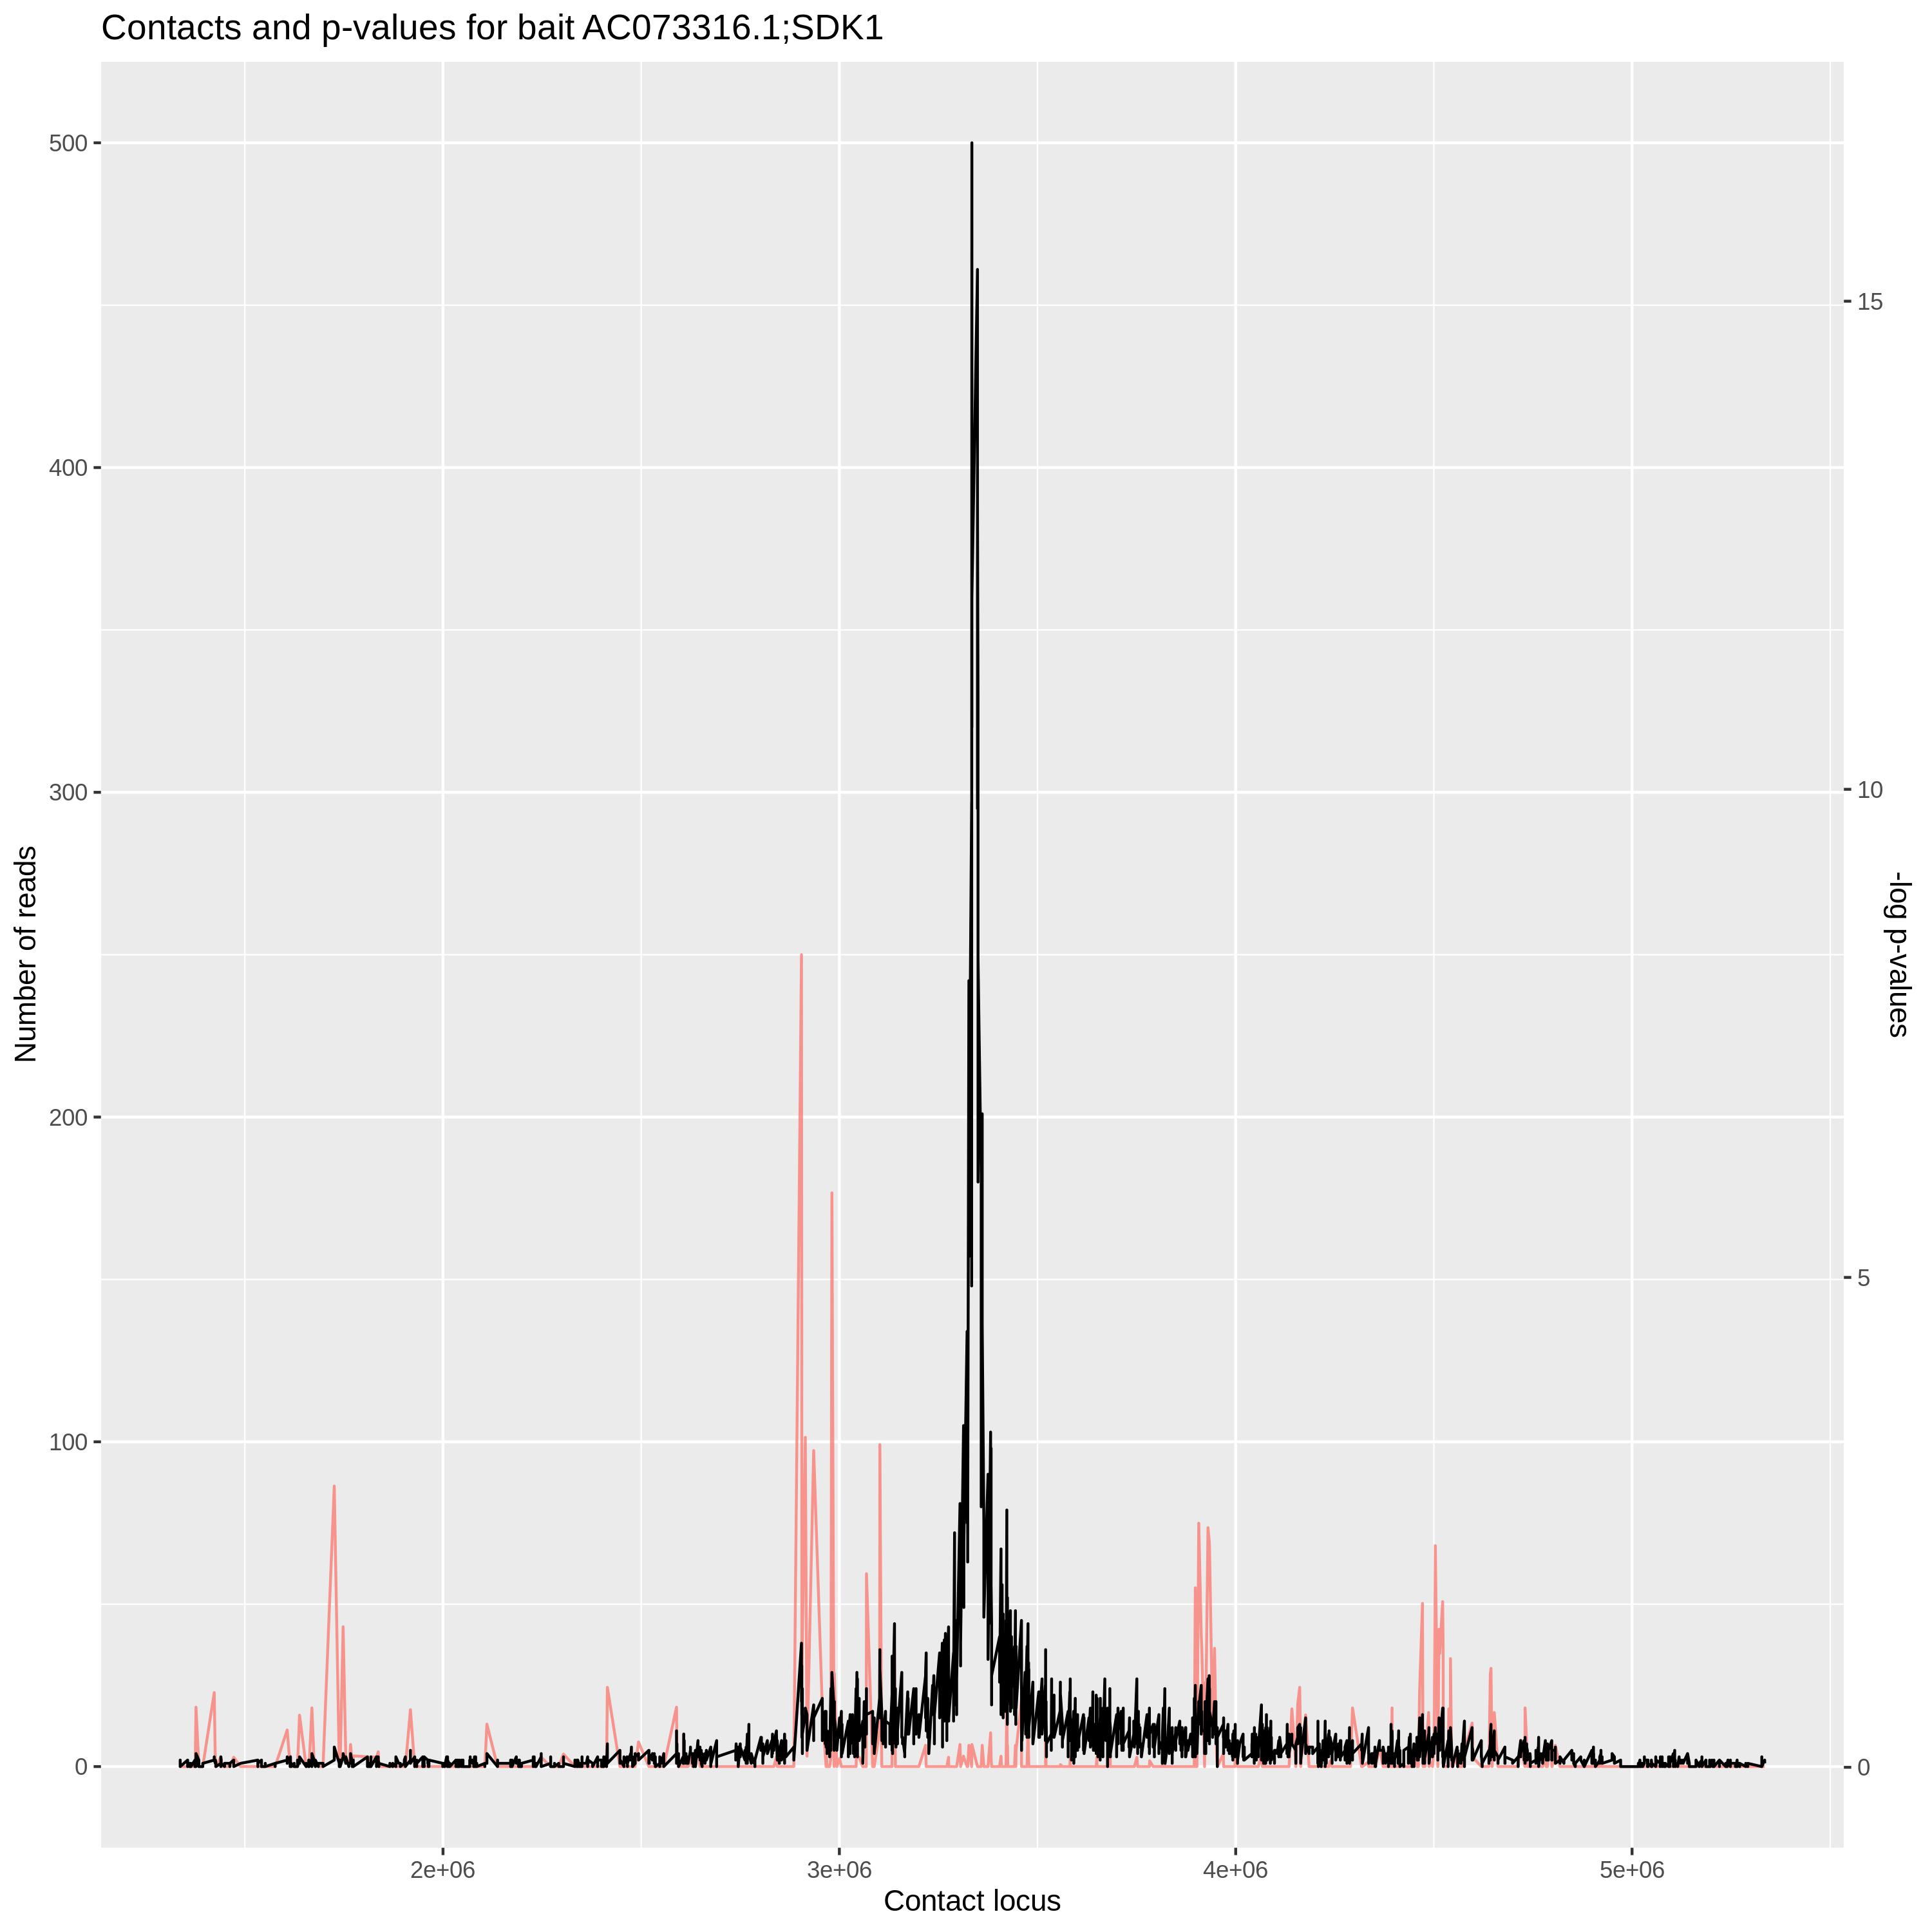 Contacts and p-values for bait AC073316.1;SDK1
500
400
300
200
100
0
Number of reads
15
10
5
0
-log p-values
2e+06
3e+06
4e+06
5e+06
Contact locus